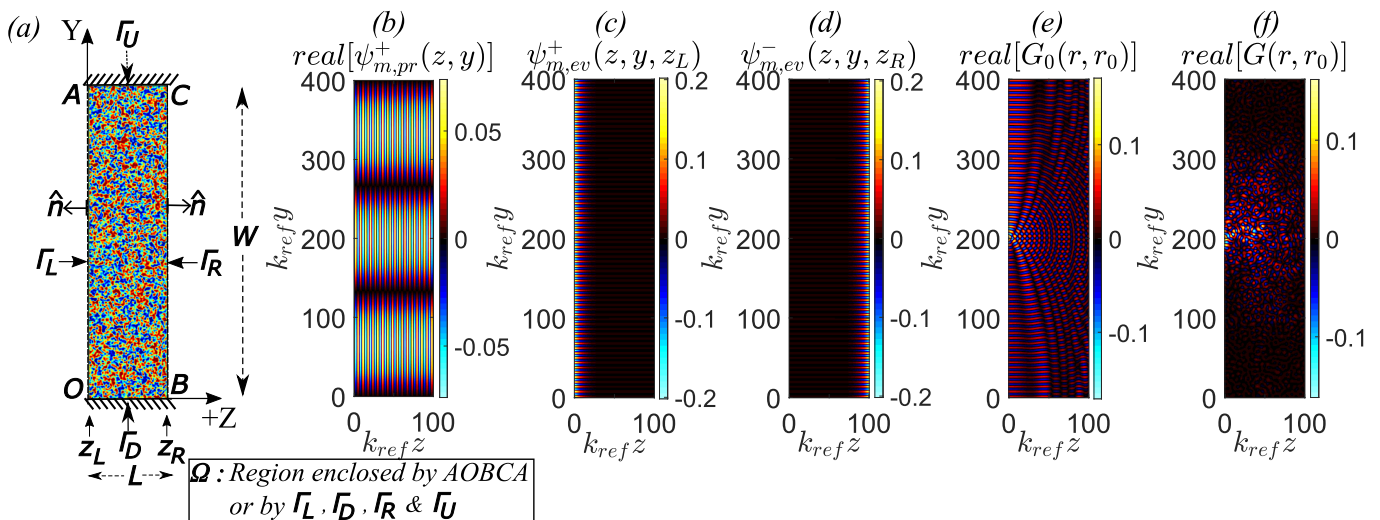 (a)
Y
Γ_U
A
C
n̂
n̂
W
Γ_L
Γ_R
O
B
+Z
z_L
Γ_D
z_R
L
Ω : Region enclosed by AOBCA
or by Γ_L , Γ_D , Γ_R & Γ_U
(b)
real[ψ⁺_{m,pr}(z, y)]
400
300
200
100
0
0
100
k_{ref}y
k_{ref}z
0.05
0
-0.05
(c)
ψ⁺_{m,ev}(z, y, z_L)
400
300
200
100
0
0
100
k_{ref}y
k_{ref}z
0.2
0.1
0
-0.1
-0.2
(d)
ψ⁻_{m,ev}(z, y, z_R)
400
300
200
100
0
0
100
k_{ref}y
k_{ref}z
0.2
0.1
0
-0.1
-0.2
(e)
real[G₀(r, r₀)]
400
300
200
100
0
0
100
k_{ref}y
k_{ref}z
0.1
0
-0.1
(f)
real[G(r, r₀)]
400
300
200
100
0
0
100
k_{ref}y
k_{ref}z
0.1
0
-0.1